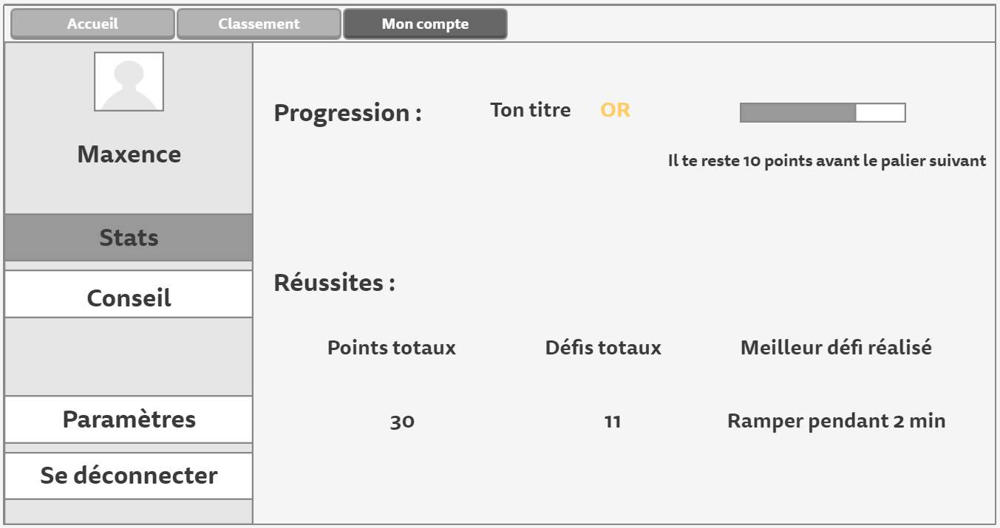 Accueil
Classement
Mon compte
Maxence
Stats
Conseil
Paramètres
Se déconnecter
Progression :
Ton titre
OR
Il te reste 10 points avant le palier suivant
Réussites :
Points totaux
Défis totaux
Meilleur défi réalisé
30
11
Ramper pendant 2 min